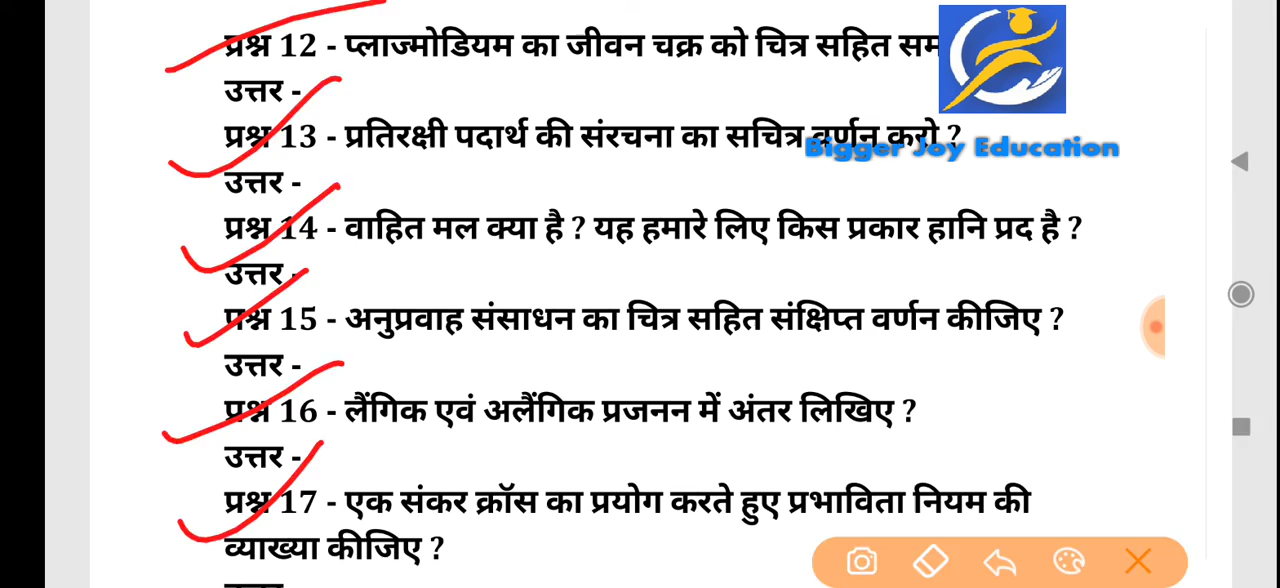 प्रश्न 12 - प्लाज्मोडियम का जीवन चक्र को चित्र सहित
उत्तर -
प्रश्न 13 - प्रतिरक्षी पदार्थ की संरचना का सचित्र वर्णन करो ?
Bigger Joy Education
उत्तर -
प्रश्न 14 - वाहित मल क्या है ? यह हमारे लिए किस प्रकार हानि प्रद है ?
उत्तर -
प्रश्न 15 - अनुप्रवाह संसाधन का चित्र सहित संक्षिप्त वर्णन कीजिए ?
उत्तर -
प्रश्न 16 - लैंगिक एवं अलैंगिक प्रजनन में अंतर लिखिए ?
उत्तर -
प्रश्न 17 - एक संकर क्रॉस का प्रयोग करते हुए प्रभाविता नियम की
व्याख्या कीजिए ?